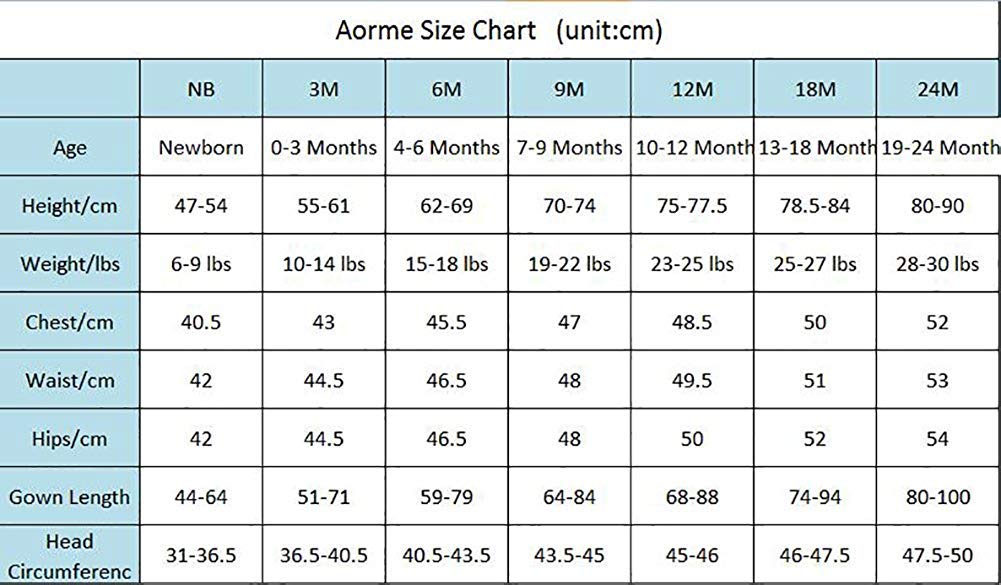 Aorme Size Chart (unit:cm)
NB 3M 6M 9M 12M 18M 24M
Age Newborn 0-3 Months 4-6 Months 7-9 Months 10-12 Month 13-18 Month 19-24 Month
Height/cm 47-54 55-61 62-69 70-74 75-77.5 78.5-84 80-90
Weight/lbs 6-9 lbs 10-14 lbs 15-18 lbs 19-22 lbs 23-25 lbs 25-27 lbs 28-30 lbs
Chest/cm 40.5 43 45.5 47 48.5 50 52
Waist/cm 42 44.5 46.5 48 49.5 51 53
Hips/cm 42 44.5 46.5 48 50 52 54
Gown Length 44-64 51-71 59-79 64-84 68-88 74-94 80-100
Head
Circumferenc 31-36.5 36.5-40.5 40.5-43.5 43.5-45 45-46 46-47.5 47.5-50